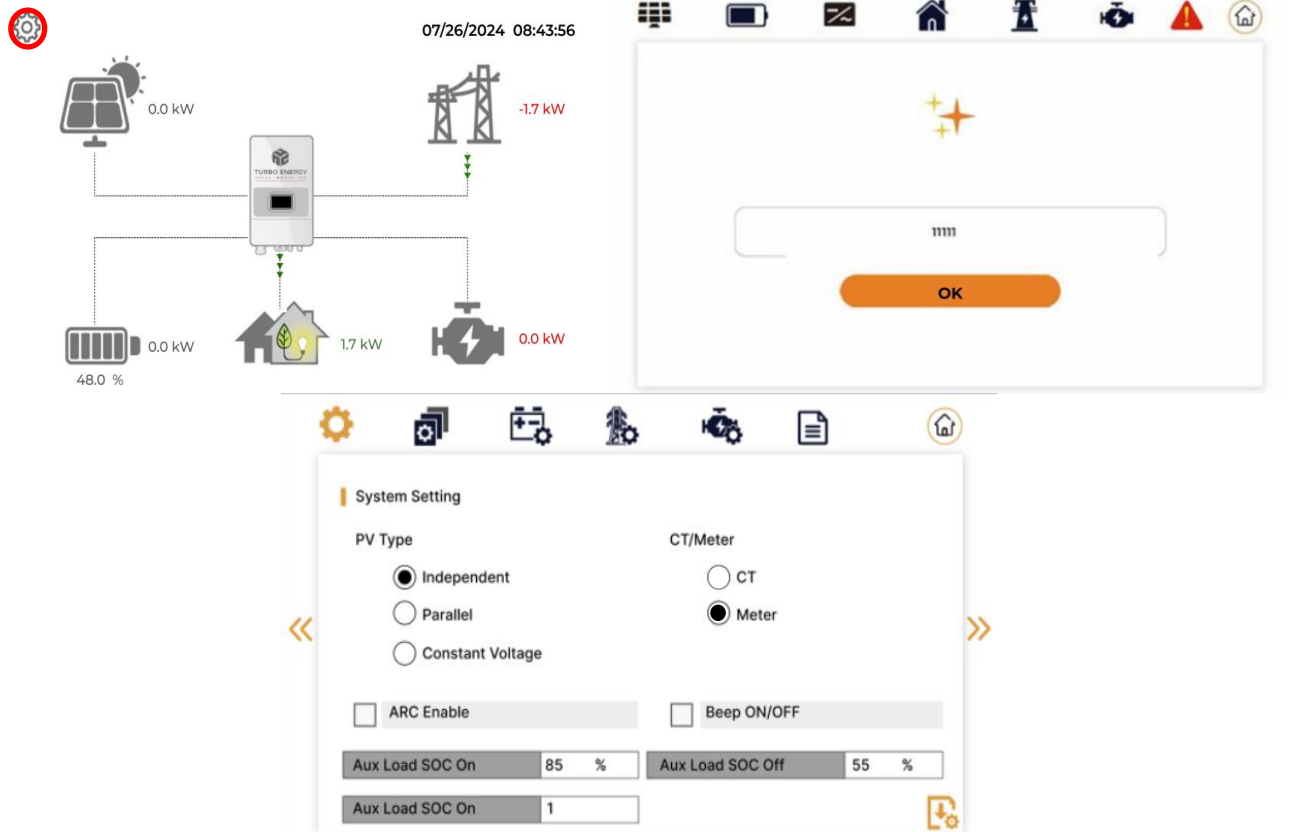 07/26/2024 08:43:56
0.0 kW
-1.7 kW
TURBO ENERGY
0.0 kW
1.7 kW
0.0 kW
48.0 %
11111
OK
System Setting
PV Type
CT/Meter
Independent
CT
Parallel
Meter
Constant Voltage
ARC Enable
Beep ON/OFF
Aux Load SOC On 85 %
Aux Load SOC Off 55 %
Aux Load SOC On 1